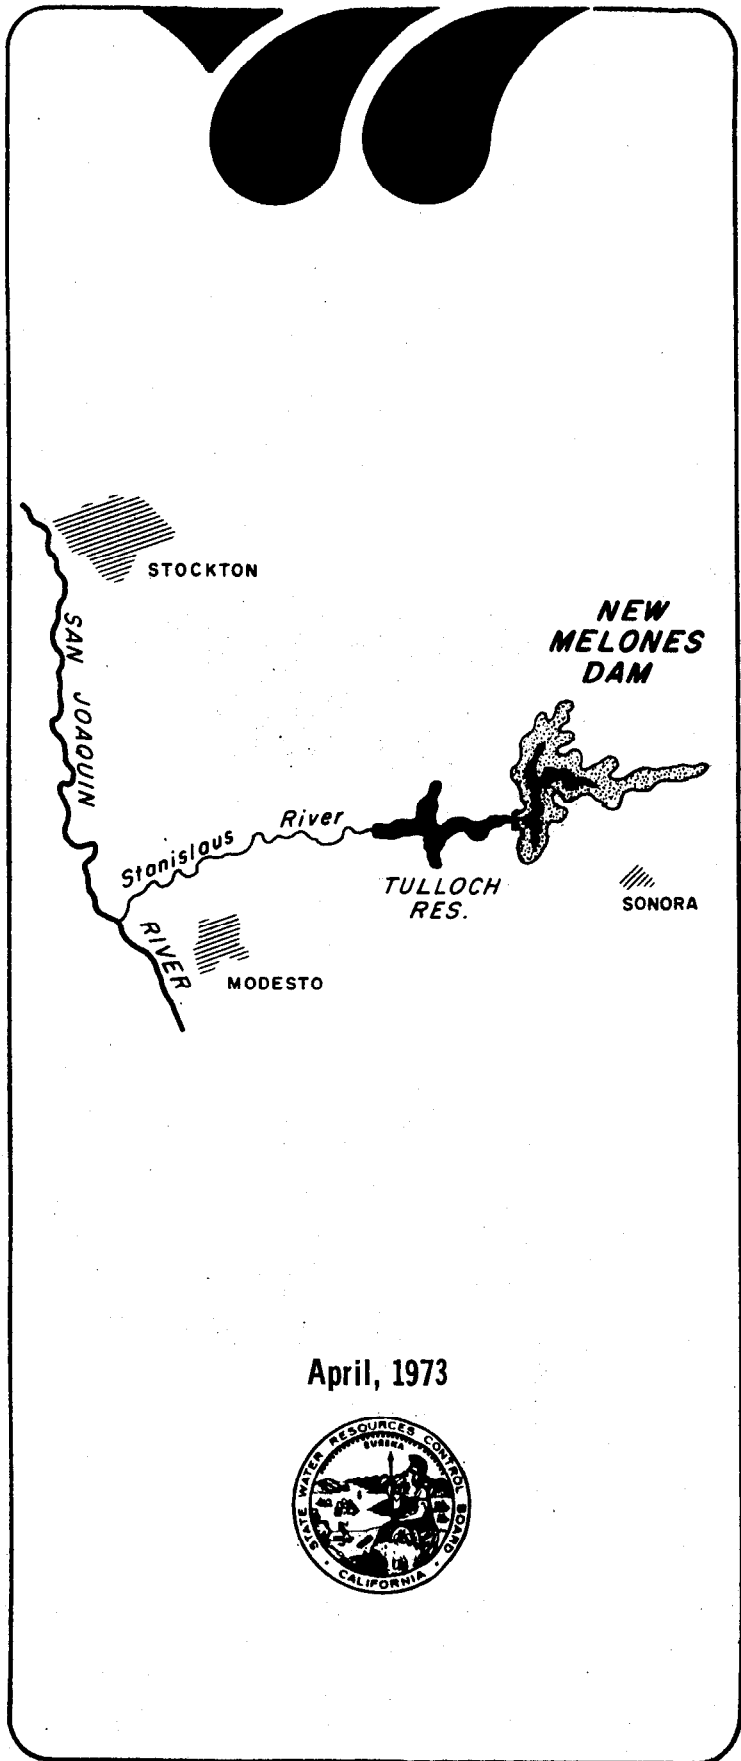 STOCKTON
NEW
MELONES
DAM
SAN JOAQUIN
RIVER
Stanislaus River
TULLOCH
RES.
SONORA
MODESTO
April, 1973
STATE WATER RESOURCES CONTROL BOARD
EUREKA
CALIFORNIA